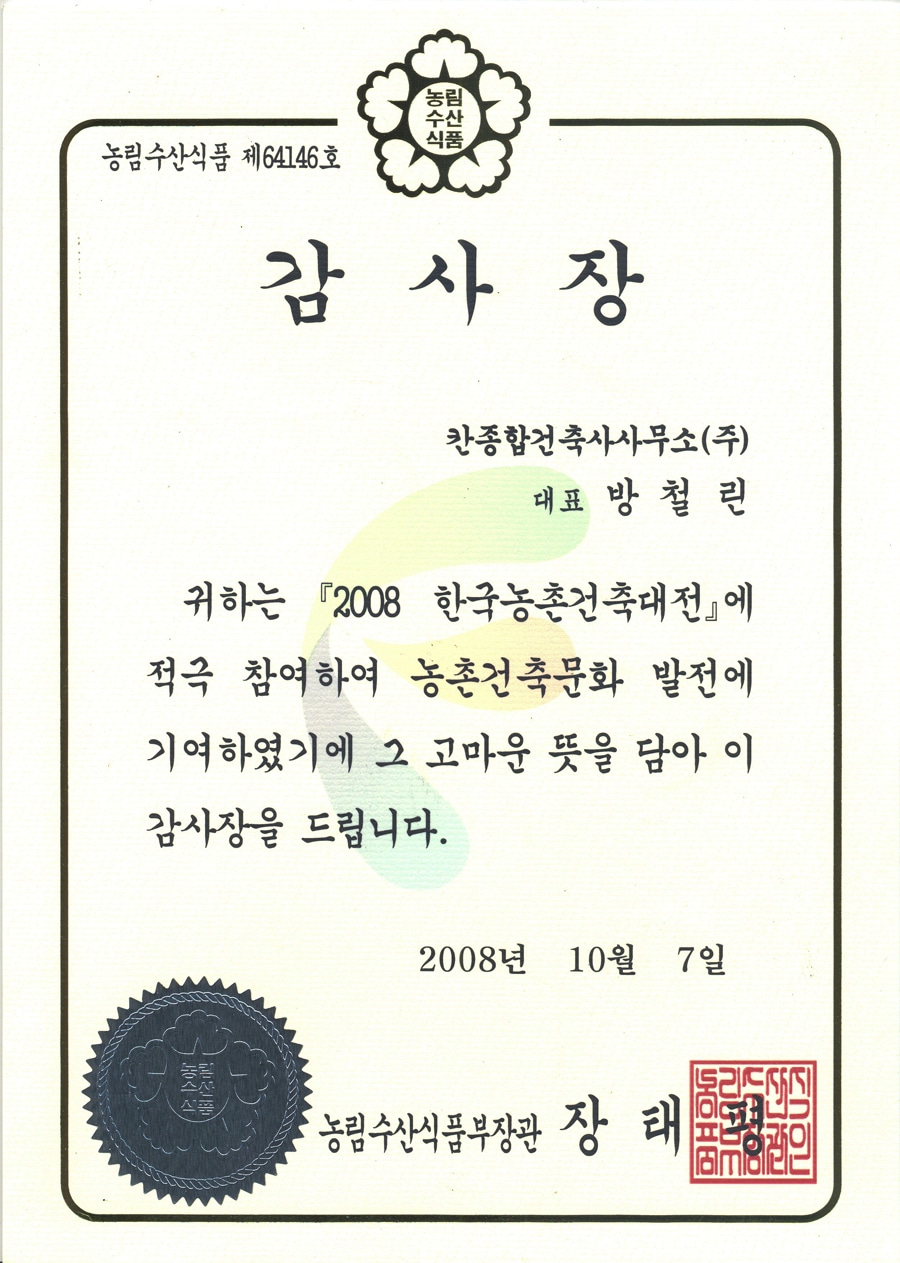 농림
수산
식품
농림수산식품 제64146호
감 사 장
칸종합건축사사무소(주)
대표 방 철 린
귀하는 『2008 한국농촌건축대전』에
적극 참여하여 농촌건축문화 발전에
기여하였기에 그 고마운 뜻을 담아 이
감사장을 드립니다.
2008년 10월 7일
농림
수산
식품
농림수산식품부장관 장 태 평